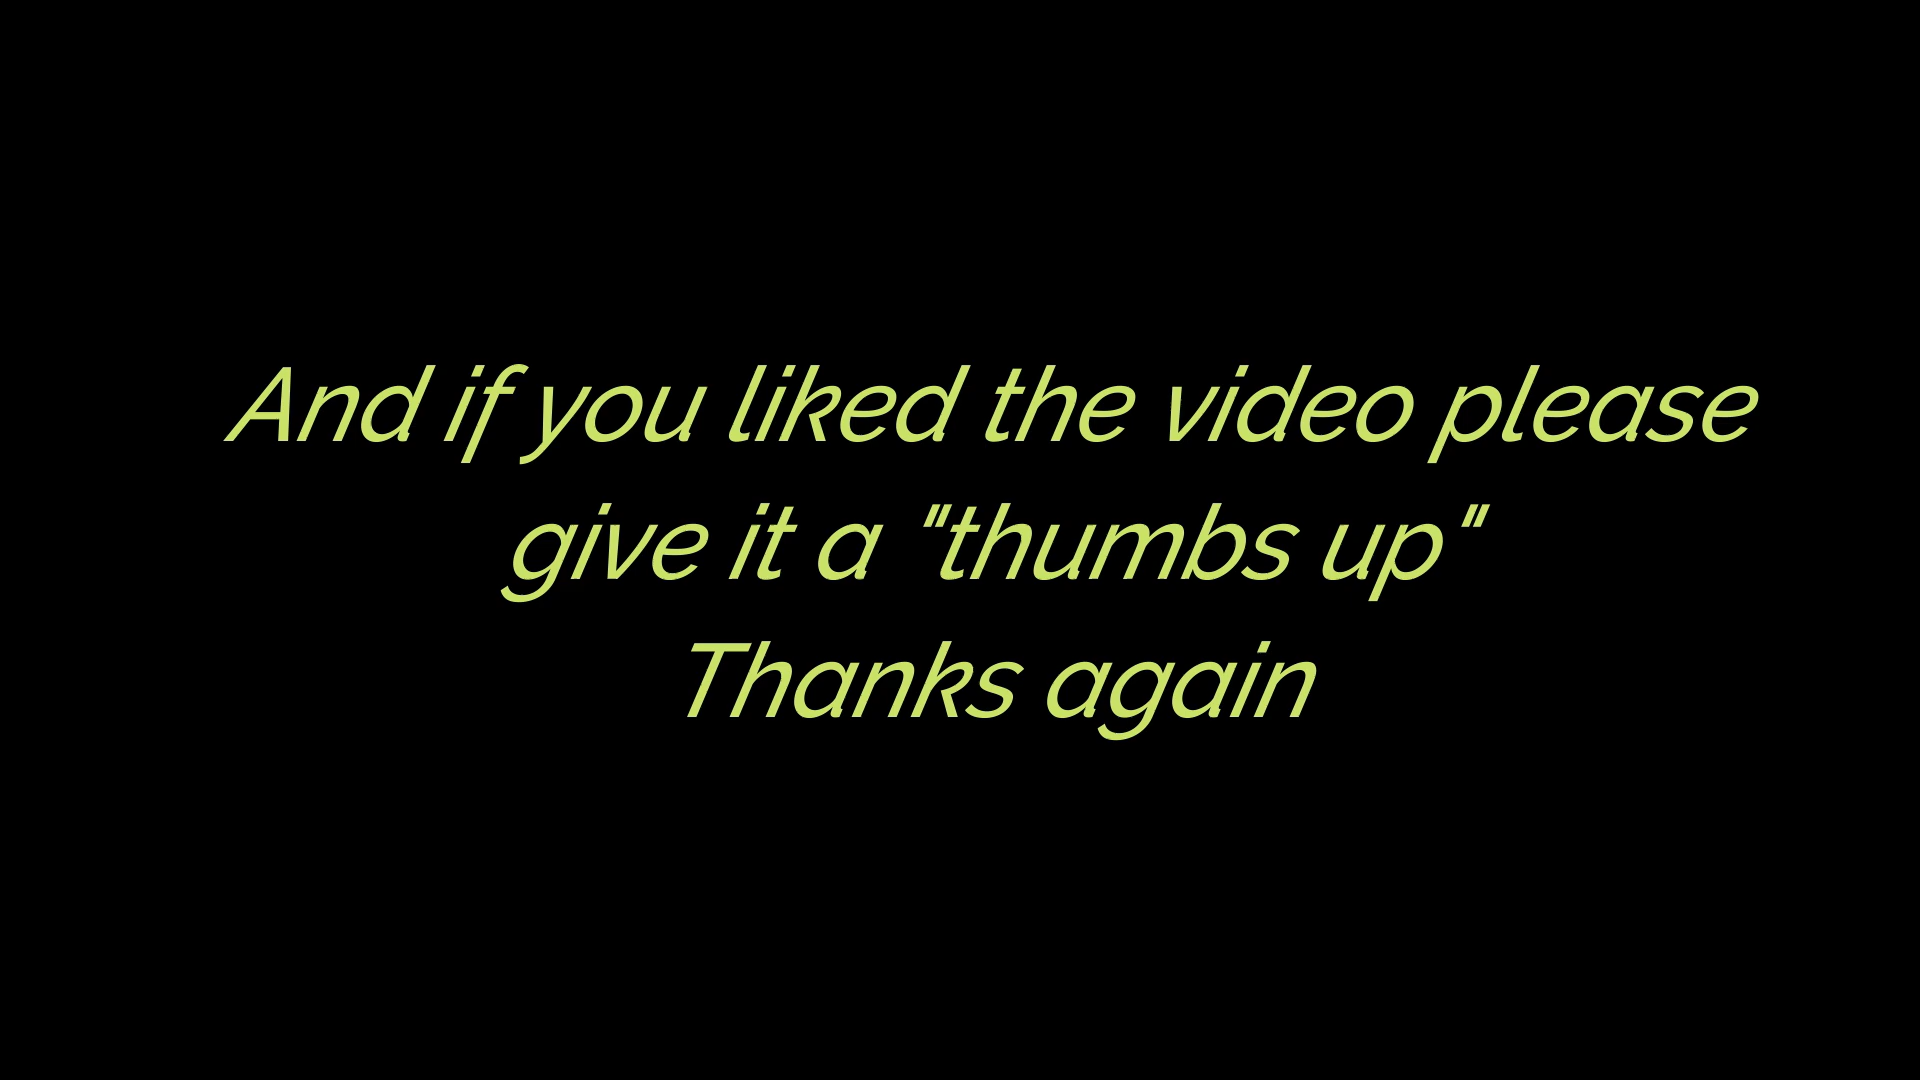 And if you liked the video please
give it a "thumbs up"
Thanks again